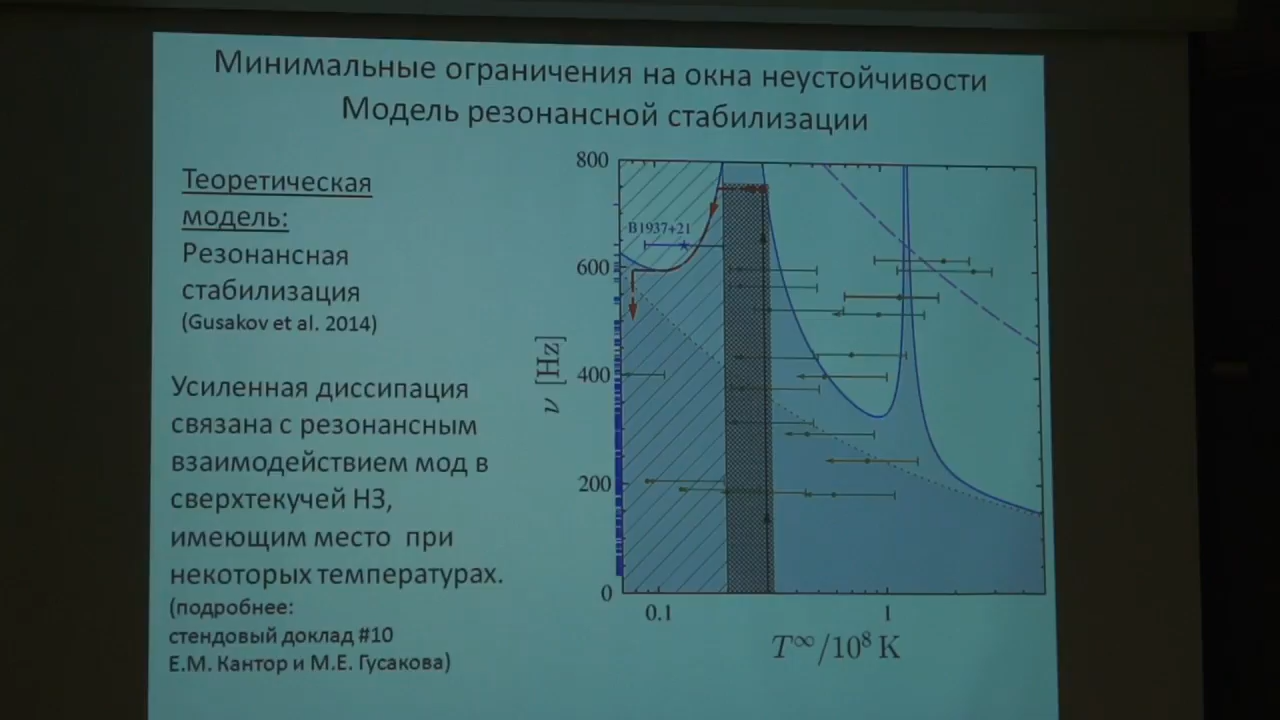 Минимальные ограничения на окна неустойчивости
Модель резонансной стабилизации
Теоретическая
модель:
Резонансная
стабилизация
(Gusakov et al. 2014)
Усиленная диссипация
связана с резонансным
взаимодействием мод в
сверхтекучей НЗ,
имеющим место при
некоторых температурах.
(подробнее:
стендовый доклад #10
Е.М. Кантор и М.Е. Гусакова)
800
600
400
200
0
ν [Hz]
B1937+21
0.1
1
T∞/10⁸ K